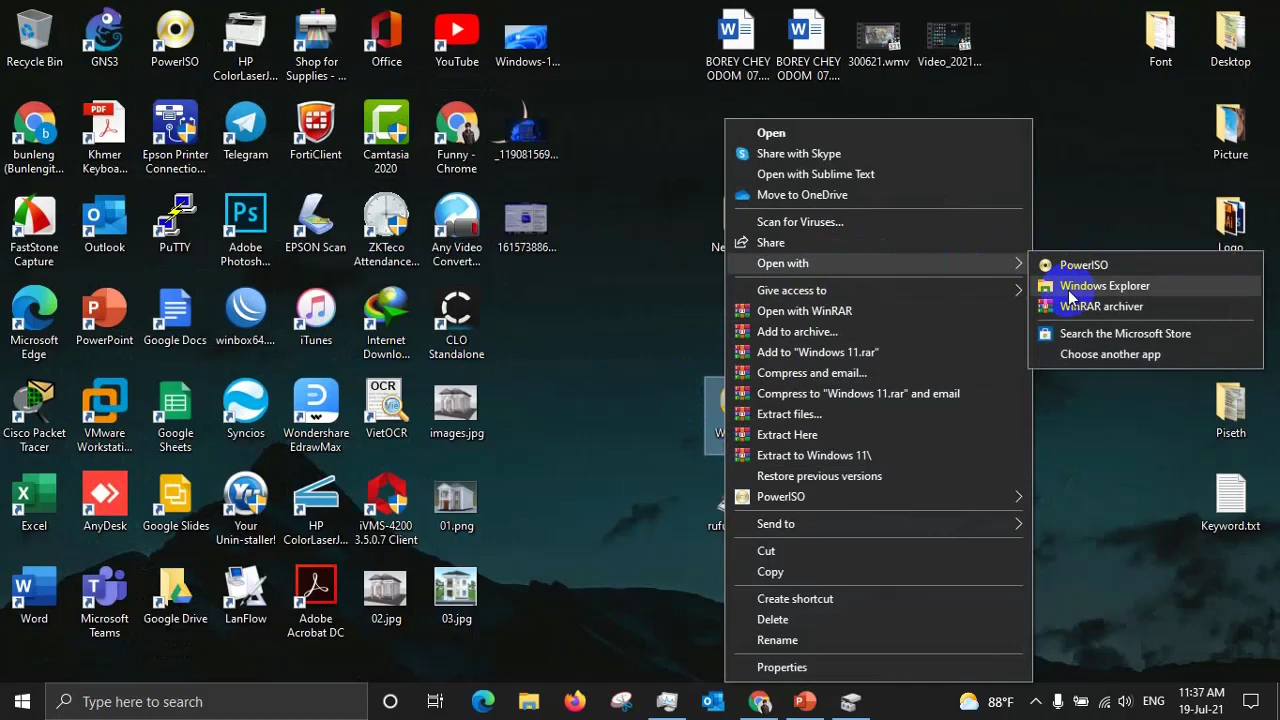 Recycle Bin
GNS3
PowerISO
HP
ColorLaserJ...
Shop for
Supplies - ...
Office
YouTube
Windows-1...
BOREY CHEY
ODOM 07....
BOREY CHEY
ODOM 07....
300621.wmv
Video_2021...
Font
Desktop
bunleng
(Bunlengit...
PDF
Khmer
Keyboa...
Epson Printer
Connectio...
Telegram
FortiClient
Camtasia
2020
Funny -
Chrome
_119081569...
Picture
FastStone
Capture
Outlook
PuTTY
Ps
Adobe
Photosh...
EPSON Scan
ZKTeco
Attendance
Any Video
Convert...
161573886...
Logo
Microsoft
Edge
PowerPoint
Google Docs
winbox64....
iTunes
Internet
Downlo...
CLO
Standalone
Cisco Packet
Tracer
VMware
Workstati...
Google
Sheets
Syncios
Wondershare
EdrawMax
OCR
Vie
VietOCR
images.jpg
Piseth
Excel
AnyDesk
Google Slides
Your
Unin-staller!
HP
ColorLaserJ...
iVMS-4200
3.5.0.7 Client
01.png
Keyword.txt
Word
Microsoft
Teams
Google Drive
LanFlow
Adobe
Acrobat DC
02.jpg
03.jpg
Open
Share with Skype
Open with Sublime Text
Move to OneDrive
Scan for Viruses...
Share
Open with
Give access to
Open with WinRAR
Add to archive...
Add to "Windows 11.rar"
Compress and email...
Compress to "Windows 11.rar" and email
Extract files...
Extract Here
Extract to Windows 11\
Restore previous versions
PowerISO
Send to
Cut
Copy
Create shortcut
Delete
Rename
Properties
PowerISO
Windows Explorer
WinRAR archiver
Search the Microsoft Store
Choose another app
Type here to search
88°F
ENG
11:37 AM
19-Jul-21